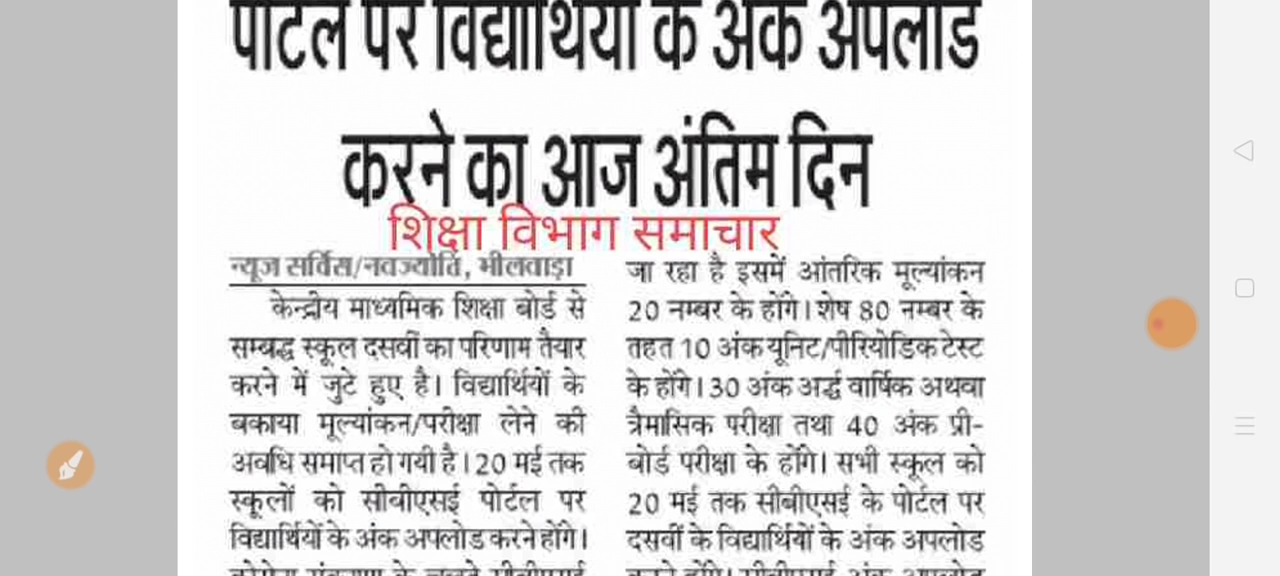 पोर्टल पर विद्यार्थियों के अंक अपलोड
करने का आज अंतिम दिन
शिक्षा विभाग समाचार
न्यूज सर्विस/नवज्योति, भीलवाड़ा
केन्द्रीय माध्यमिक शिक्षा बोर्ड से
सम्बद्ध स्कूल दसवीं का परिणाम तैयार
करने में जुटे हुए है। विद्यार्थियों के
बकाया मूल्यांकन/परीक्षा लेने की
अवधि समाप्त हो गयी है। 20 मई तक
स्कूलों को सीबीएसई पोर्टल पर
विद्यार्थियों के अंक अपलोड करने होंगे।
जा रहा है इसमें आंतरिक मूल्यांकन
20 नम्बर के होंगे। शेष 80 नम्बर के
तहत 10 अंक यूनिट/पीरियोडिक टेस्ट
के होंगे। 30 अंक अर्द्ध वार्षिक अथवा
त्रैमासिक परीक्षा तथा 40 अंक प्री-
बोर्ड परीक्षा के होंगे। सभी स्कूल को
20 मई तक सीबीएसई के पोर्टल पर
दसवीं के विद्यार्थियों के अंक अपलोड